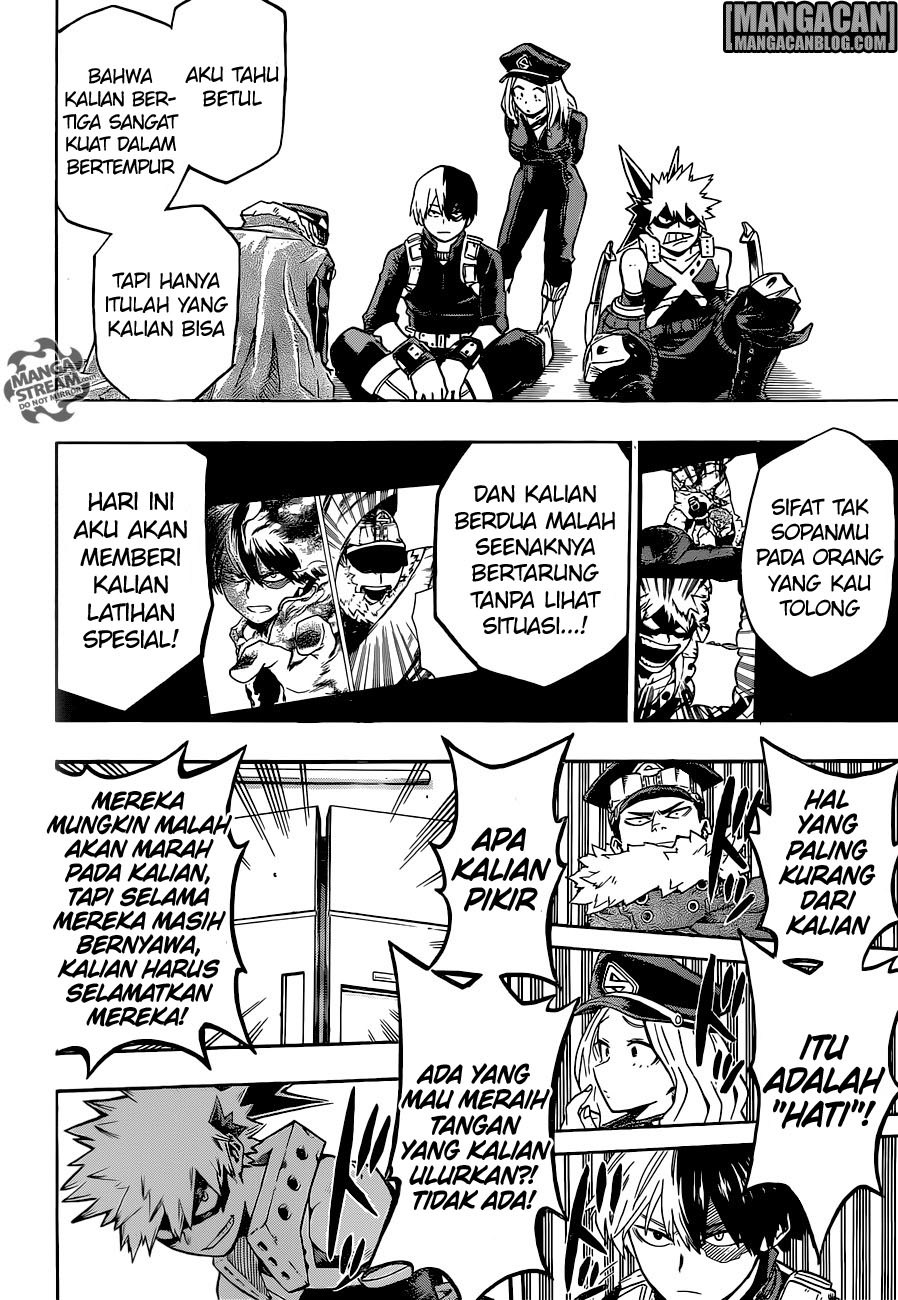 [MANGACAN]
MANGACANBLOG.COM
AKU TAHU
BETUL
BAHWA
KALIAN BER-
TIGA SANGAT
KUAT DALAM
BERTEMPUR
TAPI HANYA
ITULAH YANG
KALIAN BISA
MANGA
STREAM.com
DO NOT MIRROR
SIFAT TAK
SOPANMU
PADA ORANG
YANG KAU
TOLONG
DAN KALIAN
BERDUA MALAH
SEENAKNYA
BERTARUNG
TANPA LIHAT
SITUASI...!
HARI INI
AKU AKAN
MEMBERI
KALIAN
LATIHAN
SPESIAL!
HAL
YANG
PALING
KURANG
DARI
KALIAN
ITU
ADALAH
"HATI"!
APA
KALIAN
PIKIR
ADA YANG
MAU MERAIH
TANGAN
YANG KALIAN
ULURKAN?!
TIDAK ADA!
MEREKA
MUNGKIN MALAH
AKAN MARAH
PADA KALIAN,
TAPI SELAMA
MEREKA MASIH
BERNYAWA,
KALIAN HARUS
SELAMATKAN
MEREKA!